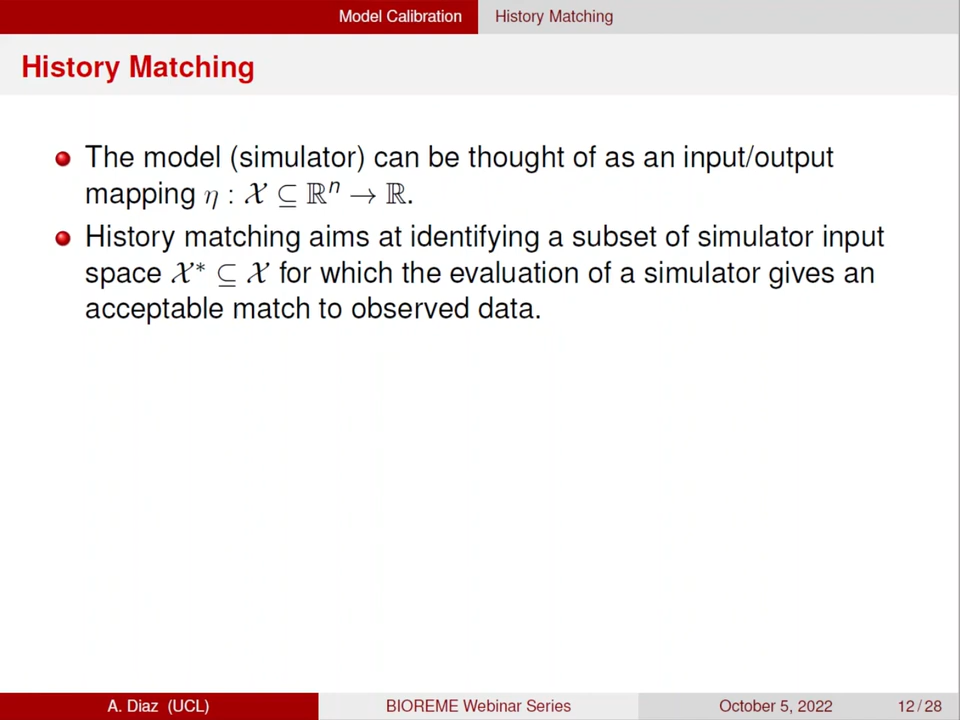 Model Calibration History Matching
History Matching
The model (simulator) can be thought of as an input/output
mapping η : 𝒳 ⊆ ℝⁿ → ℝ.
History matching aims at identifying a subset of simulator input
space 𝒳* ⊆ 𝒳 for which the evaluation of a simulator gives an
acceptable match to observed data.
A. Diaz (UCL) BIOREME Webinar Series October 5, 2022 12 / 28